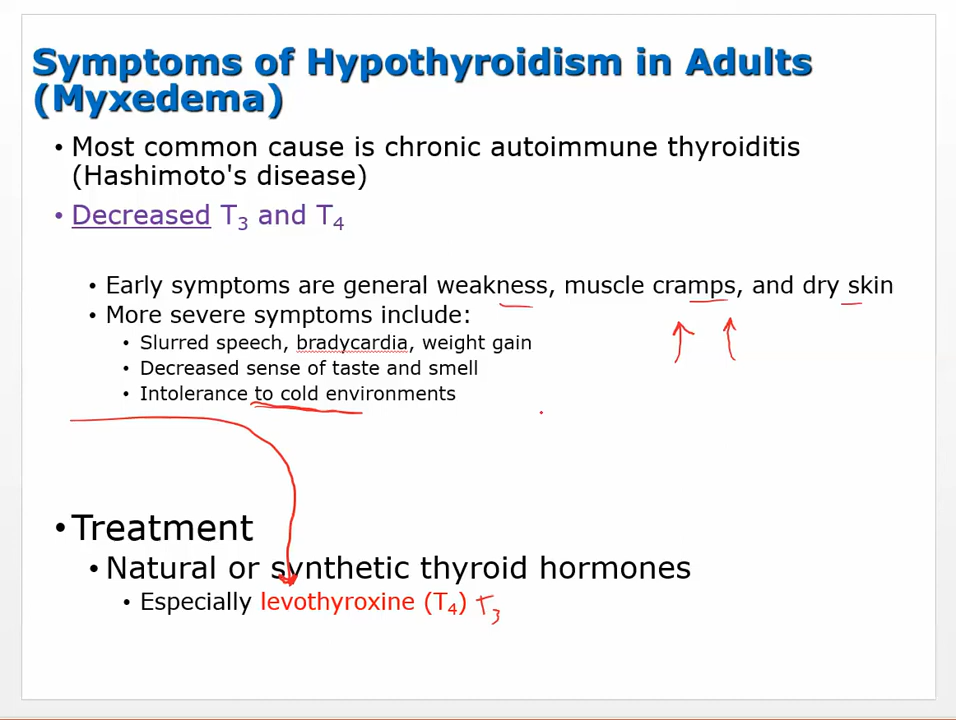 Symptoms of Hypothyroidism in Adults
(Myxedema)
• Most common cause is chronic autoimmune thyroiditis
(Hashimoto's disease)
• Decreased T3 and T4
• Early symptoms are general weakness, muscle cramps, and dry skin
• More severe symptoms include:
• Slurred speech, bradycardia, weight gain
• Decreased sense of taste and smell
• Intolerance to cold environments
• Treatment
• Natural or synthetic thyroid hormones
• Especially levothyroxine (T4) T3